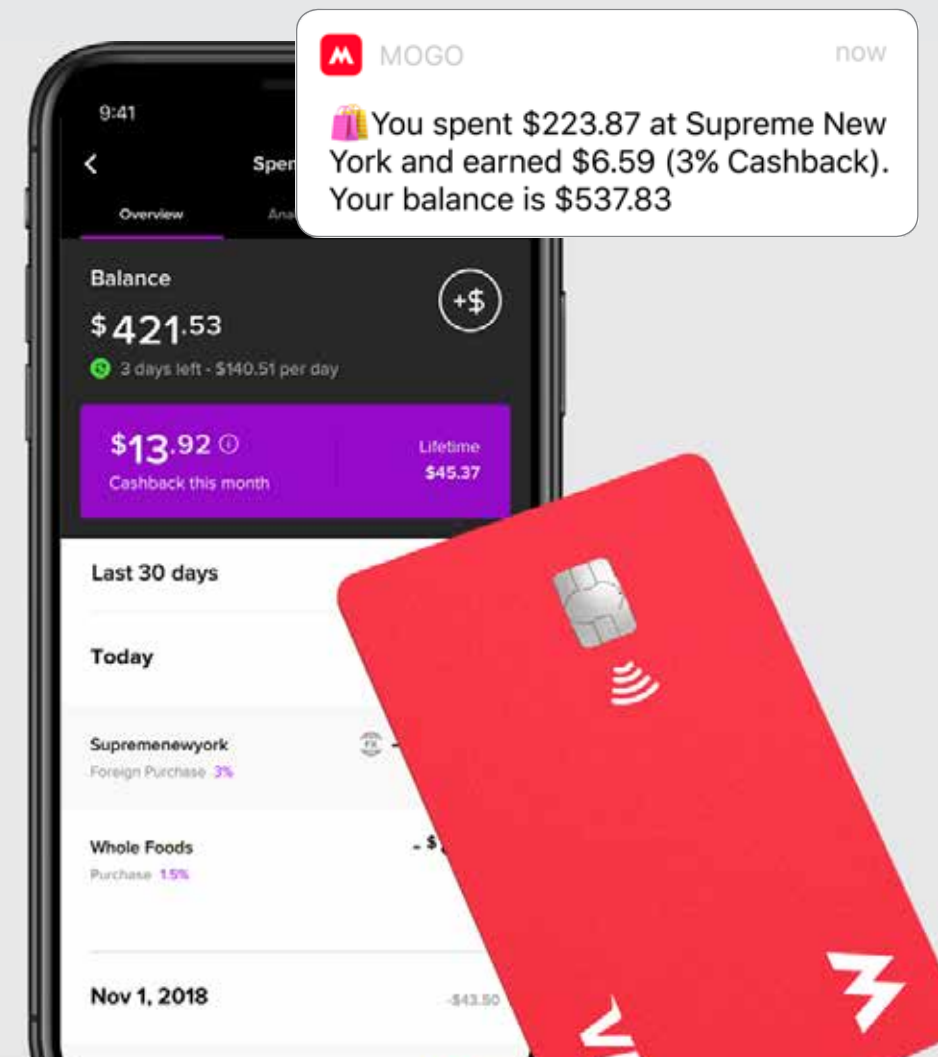 MOGO
now
🛍️You spent $223.87 at Supreme New
York and earned $6.59 (3% Cashback).
Your balance is $537.83
9:41
Overview
Balance
$421.53
+$
3 days left - $140.51 per day
$13.92
Lifetime
Cashback this month
$45.37
Last 30 days
Today
Supremenewyork
FX -
Foreign Purchase 3%
Whole Foods
- $
Purchase 1.5%
Nov 1, 2018
-$43.50